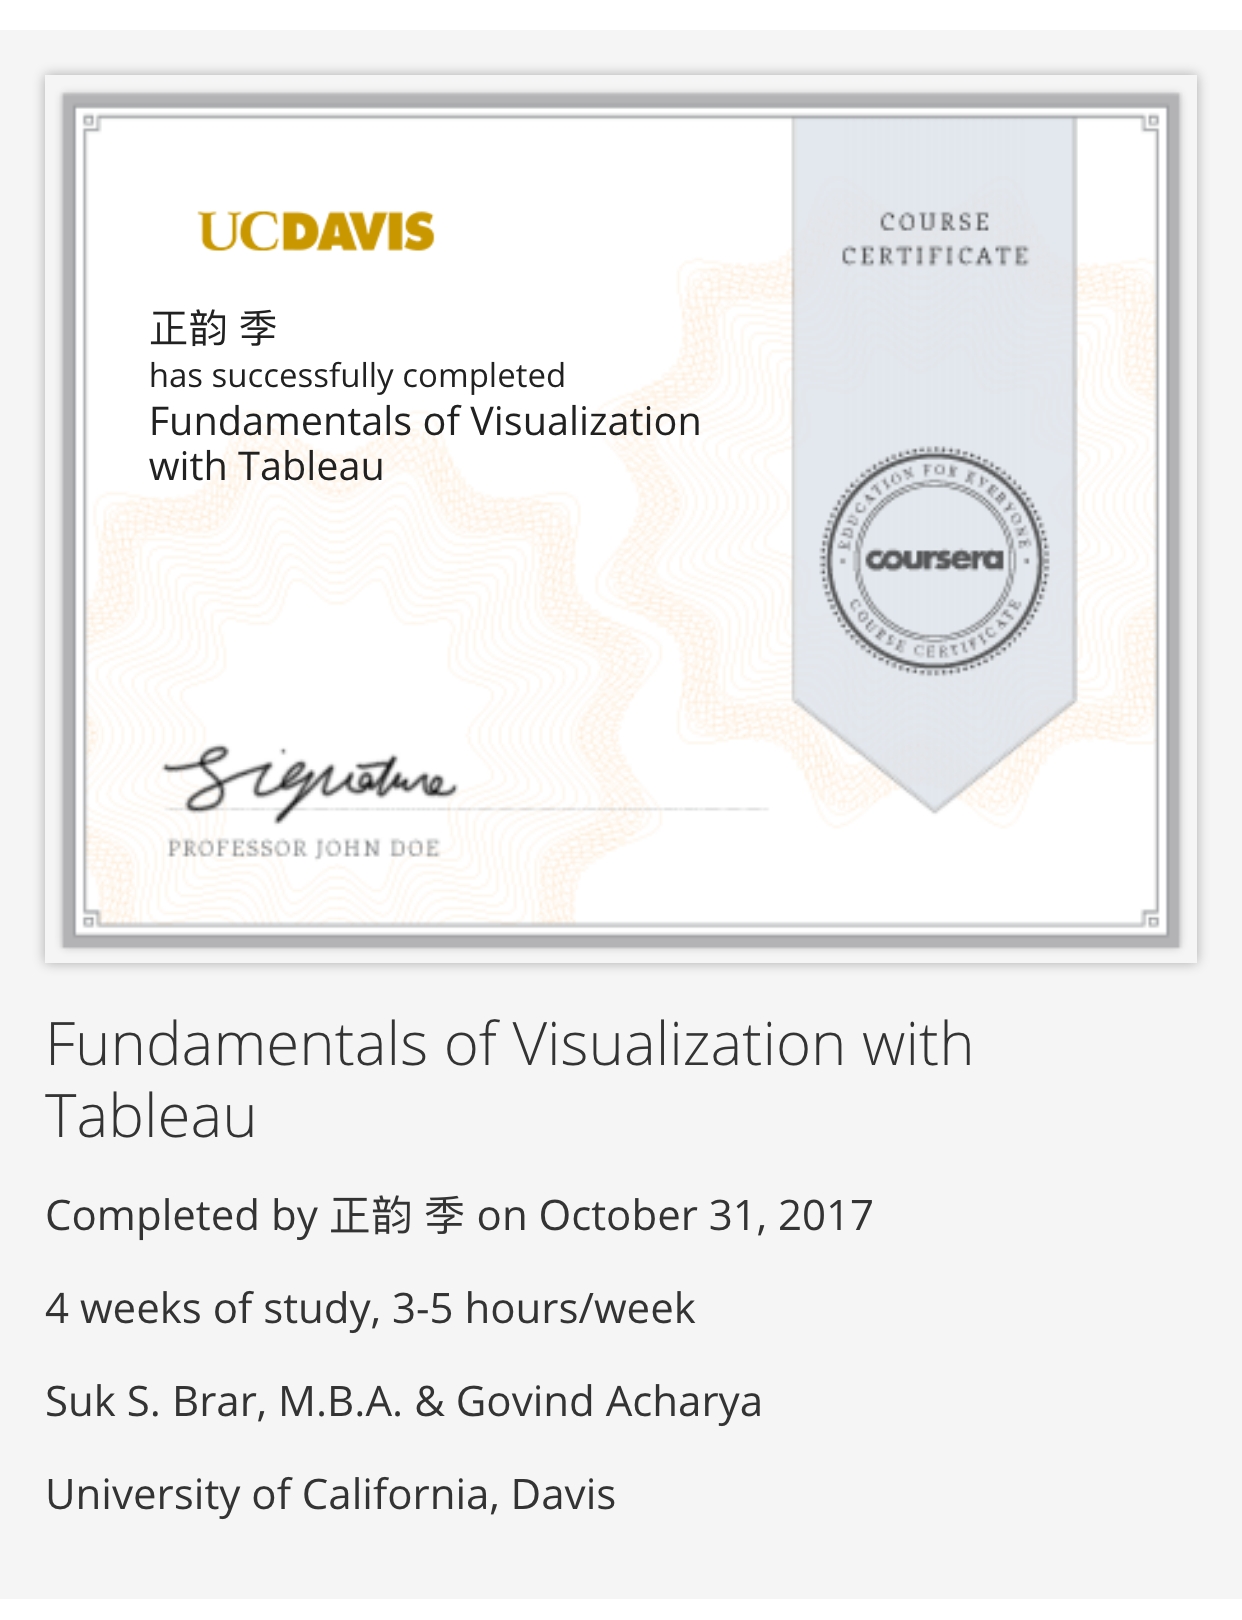 UCDAVIS
正韵 季
has successfully completed
Fundamentals of Visualization
with Tableau
COURSE
CERTIFICATE
EDUCATION FOR EVERYONE
coursera
COURSE CERTIFICATE
Signature
PROFESSOR JOHN DOE
Fundamentals of Visualization with
Tableau
Completed by 正韵 季 on October 31, 2017
4 weeks of study, 3-5 hours/week
Suk S. Brar, M.B.A. & Govind Acharya
University of California, Davis